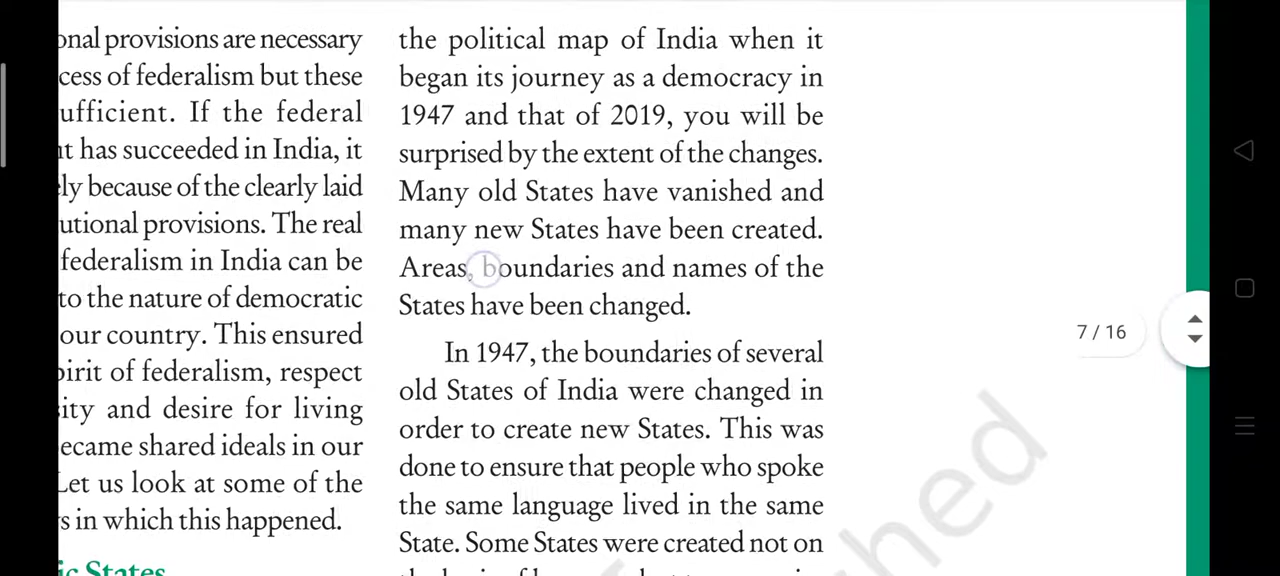 provisions are necessary
of federalism but these
If the federal
has succeeded in India, it
because of the clearly laid
provisions. The real
federalism in India can be
to the nature of democratic
our country. This ensured
of federalism, respect
and desire for living
became shared ideals in our
Let us look at some of the
in which this happened.
States
the political map of India when it
began its journey as a democracy in
1947 and that of 2019, you will be
surprised by the extent of the changes.
Many old States have vanished and
many new States have been created.
Areas, boundaries and names of the
States have been changed.
In 1947, the boundaries of several
old States of India were changed in
order to create new States. This was
done to ensure that people who spoke
the same language lived in the same
State. Some States were created not on
7 / 16